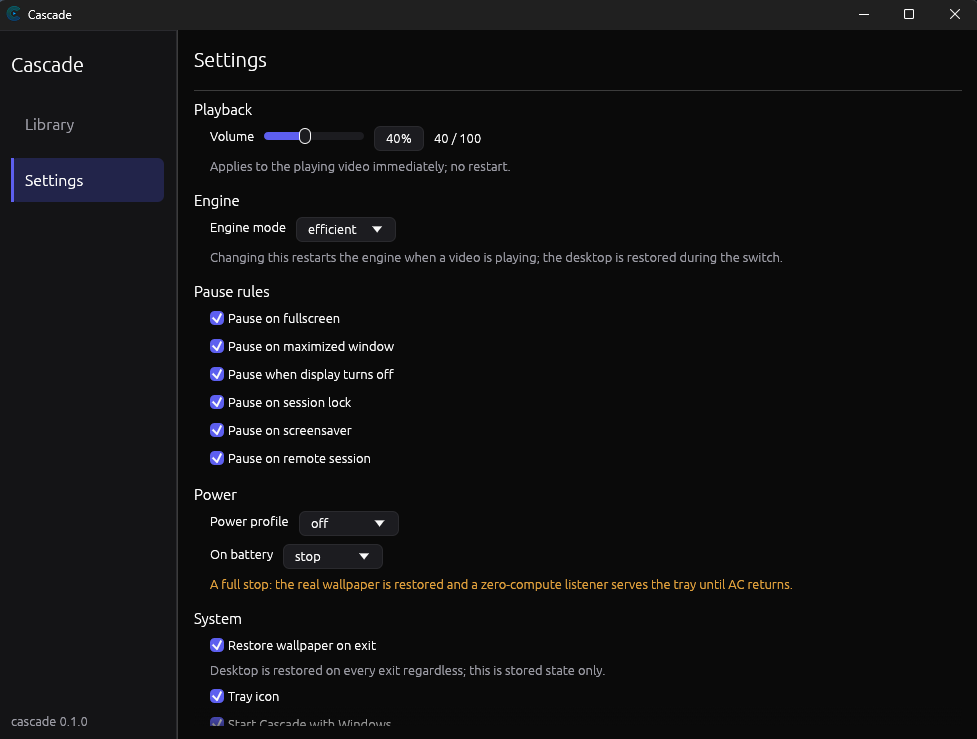 Cascade
Cascade
Library
Settings
cascade 0.1.0
Settings
Playback
Volume 40% 40 / 100
Applies to the playing video immediately; no restart.
Engine
Engine mode efficient
Changing this restarts the engine when a video is playing; the desktop is restored during the switch.
Pause rules
Pause on fullscreen
Pause on maximized window
Pause when display turns off
Pause on session lock
Pause on screensaver
Pause on remote session
Power
Power profile off
On battery stop
A full stop: the real wallpaper is restored and a zero-compute listener serves the tray until AC returns.
System
Restore wallpaper on exit
Desktop is restored on every exit regardless; this is stored state only.
Tray icon
Start Cascade with Windows